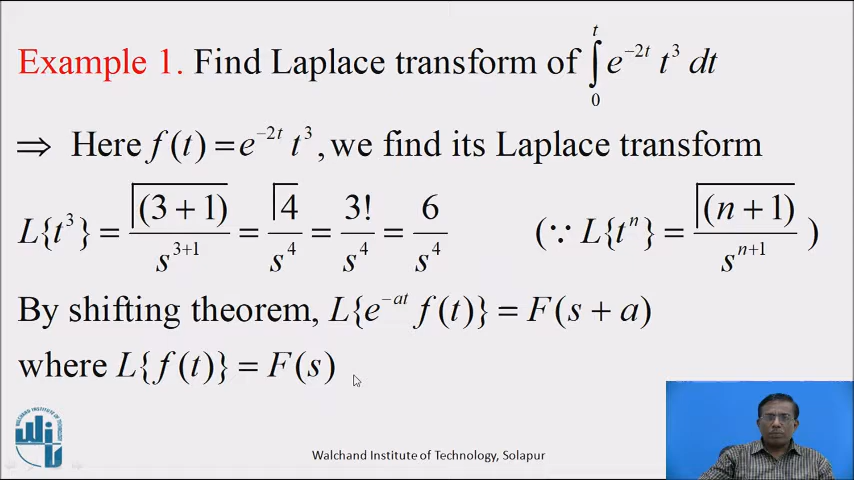 Example 1. Find Laplace transform of ∫₀ᵗ e⁻²ᵗ t³ dt
⇒ Here f(t) = e⁻²ᵗ t³, we find its Laplace transform
L{t³} = ⎾(3 + 1) / s³⁺¹ = ⎾4 / s⁴ = 3! / s⁴ = 6 / s⁴ (∵ L{tⁿ} = ⎾(n + 1) / sⁿ⁺¹ )
By shifting theorem, L{e⁻ᵃᵗ f(t)} = F(s + a)
where L{f(t)} = F(s)
Walchand Institute of Technology, Solapur